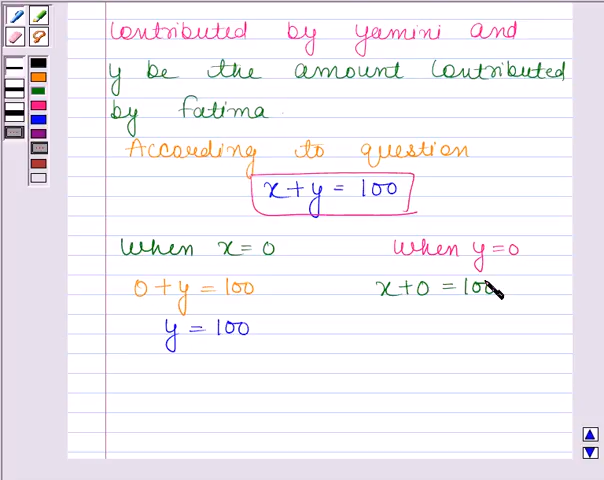 Contributed by yamini and
y be the amount Contributed
by fatima.
According to question
x+y = 100
When x=0
When y=0
0+y = 100
x+0 = 100
y = 100